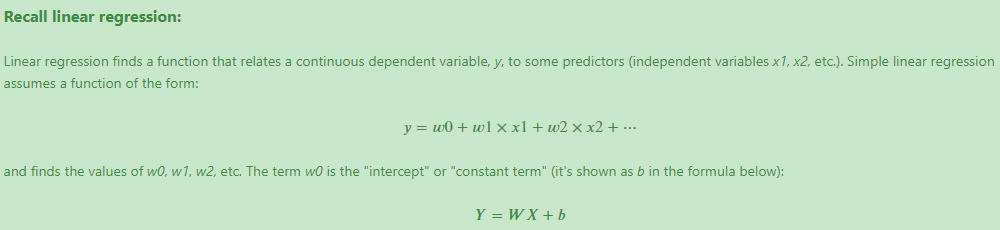 Recall linear regression:
Linear regression finds a function that relates a continuous dependent variable, y, to some predictors (independent variables x1, x2, etc.). Simple linear regression
assumes a function of the form:
y = w0 + w1 × x1 + w2 × x2 + ⋯
and finds the values of w0, w1, w2, etc. The term w0 is the "intercept" or "constant term" (it's shown as b in the formula below):
Y = WX + b